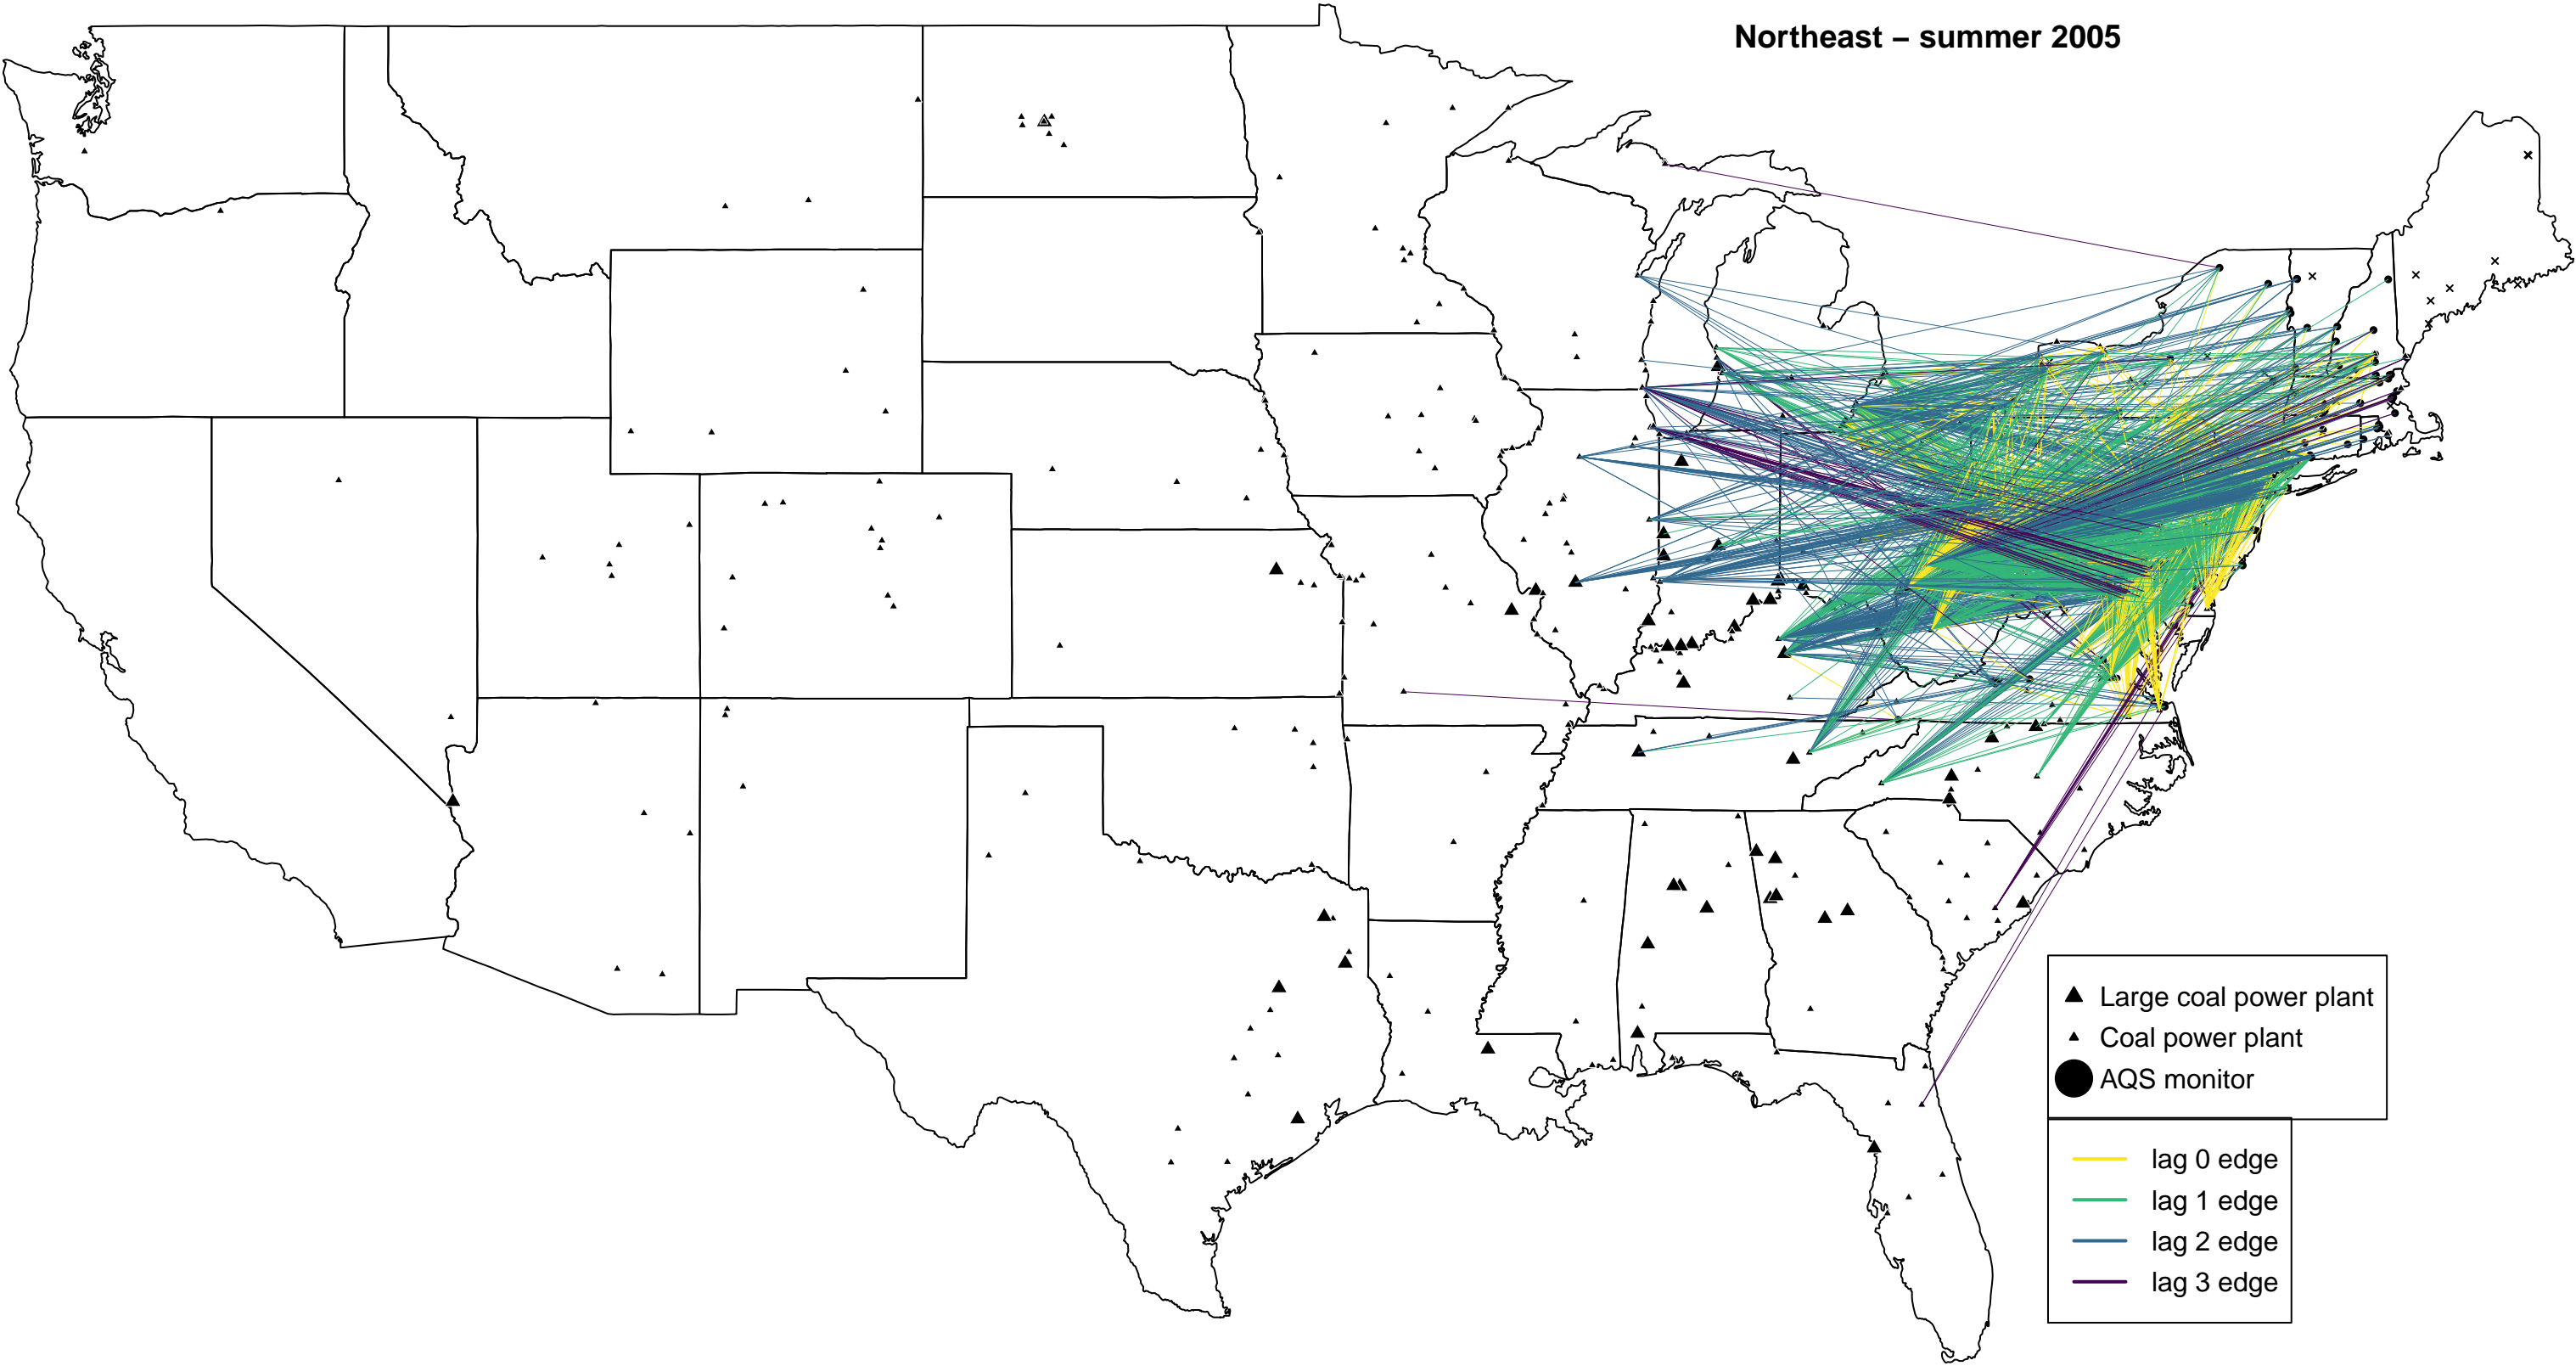 Northeast – summer 2005
Large coal power plant
Coal power plant
AQS monitor
lag 0 edge
lag 1 edge
lag 2 edge
lag 3 edge